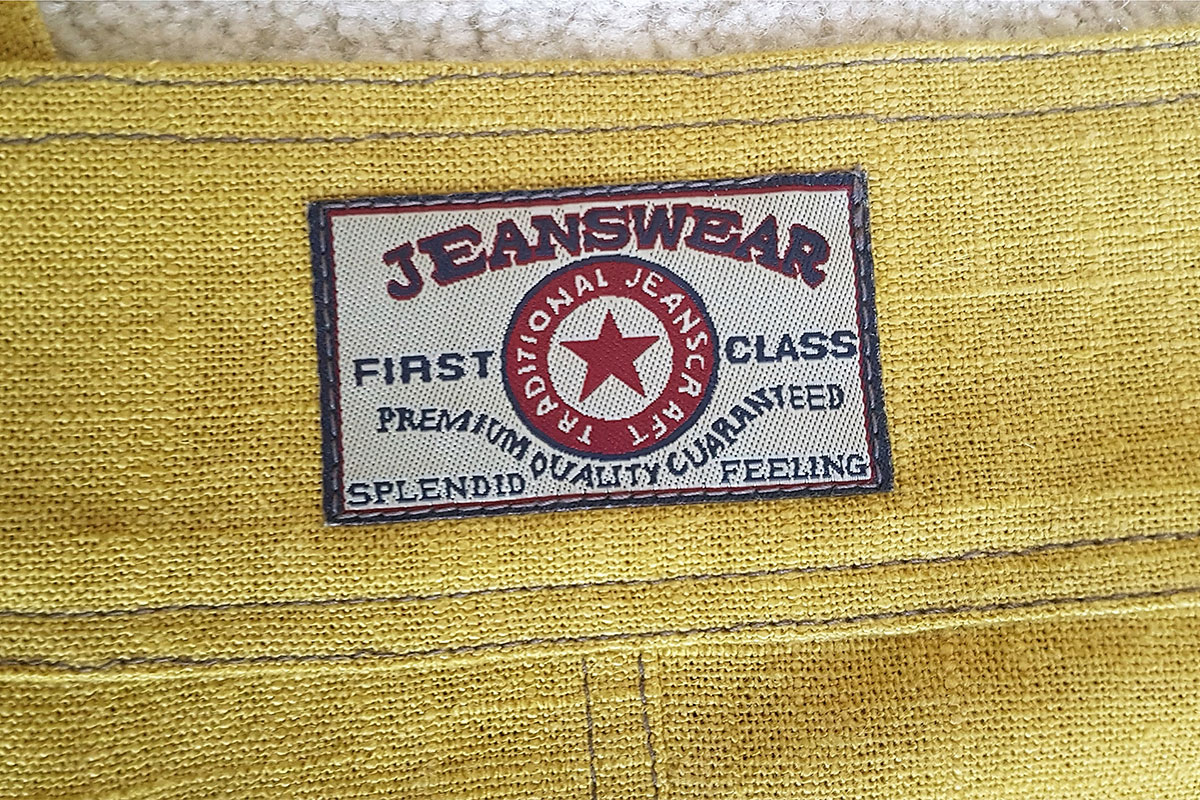 JEANSWEAR
TRADITIONAL JEANSCRAFT
FIRST CLASS
PREMIUM QUALITY GUARANTEED
SPLENDID FEELING